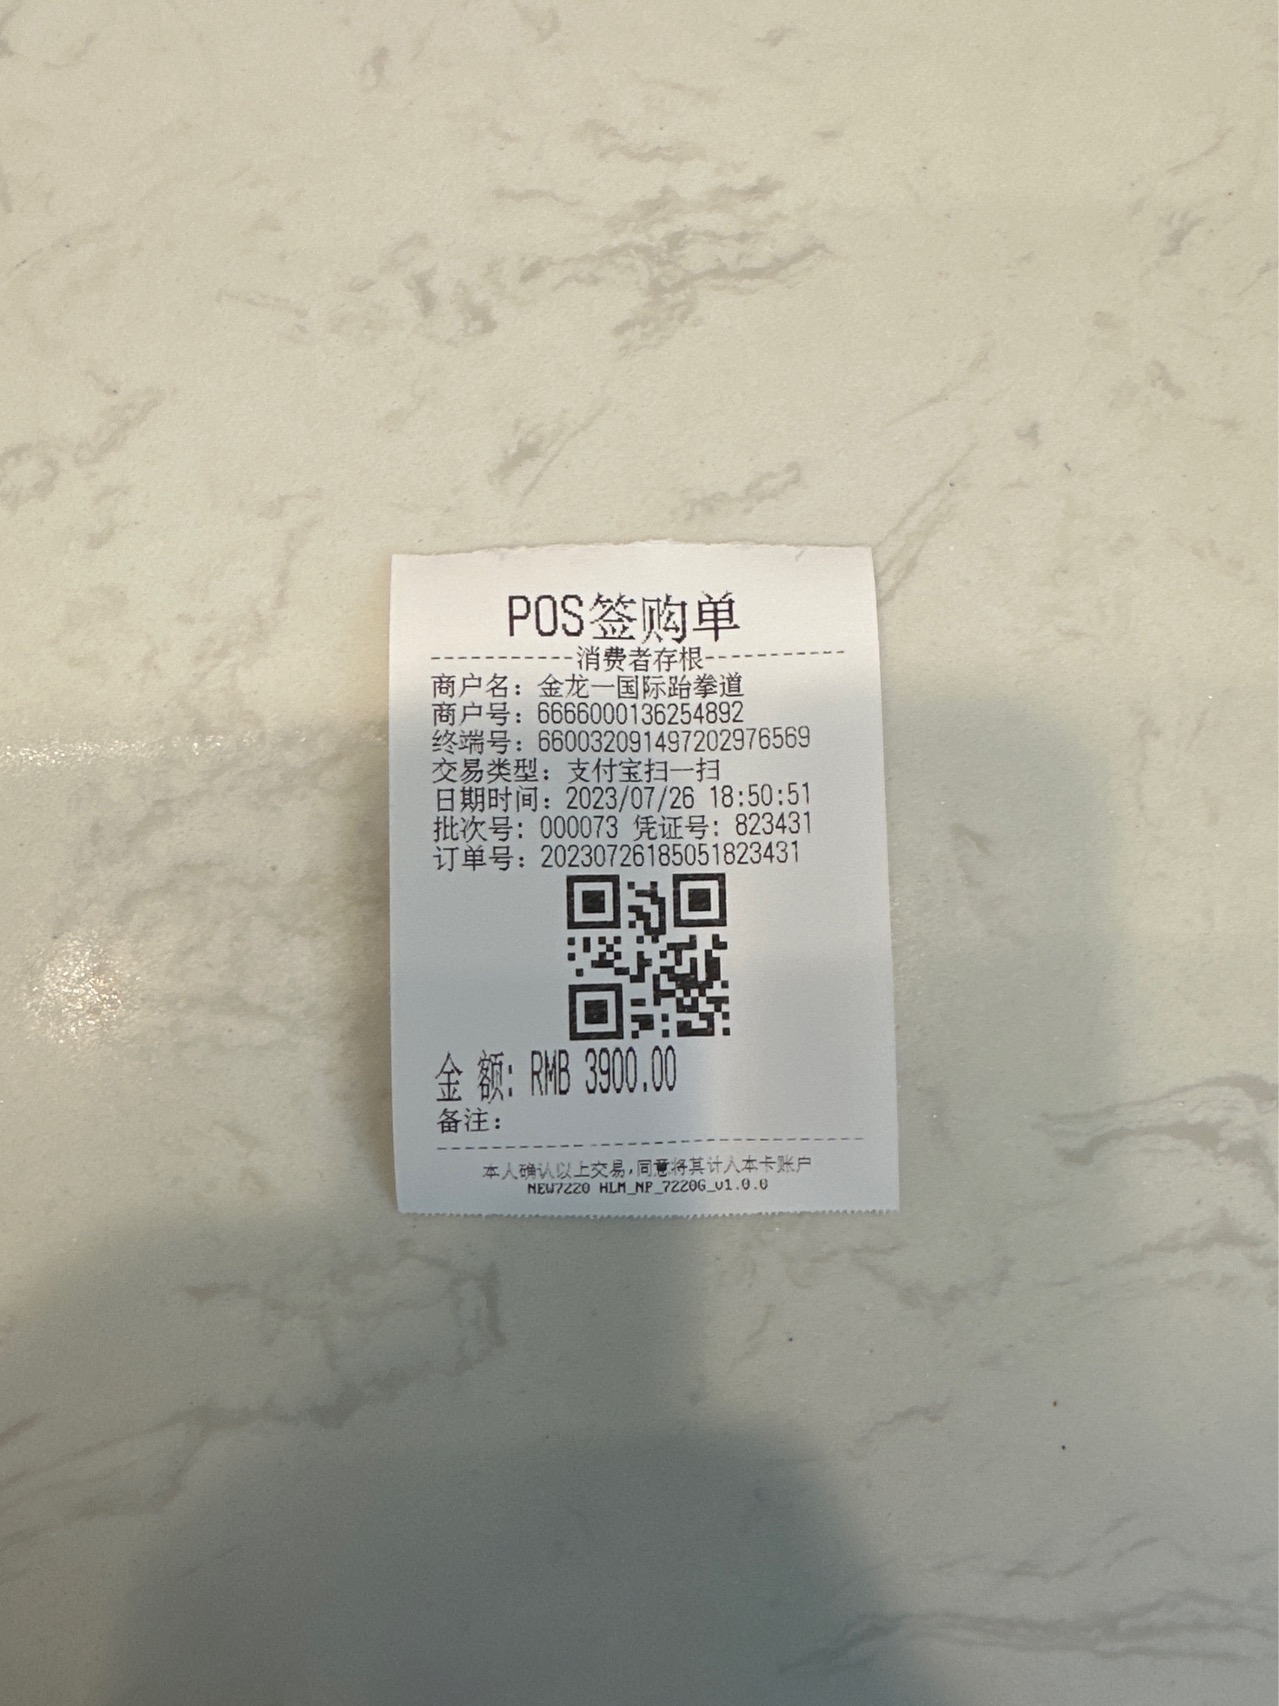 POS签购单
-----------消费者存根-----------
商户名：金龙一国际跆拳道
商户号：6666000136254892
终端号：660032091497202976569
交易类型：支付宝扫一扫
日期时间：2023/07/26 18:50:51
批次号：000073 凭证号：823431
订单号：20230726185051823431
金 额：RMB 3900.00
备注：
本人确认以上交易,同意将其计入本卡账户
NEW7220 HLM_NP_7220G_v1.0.0